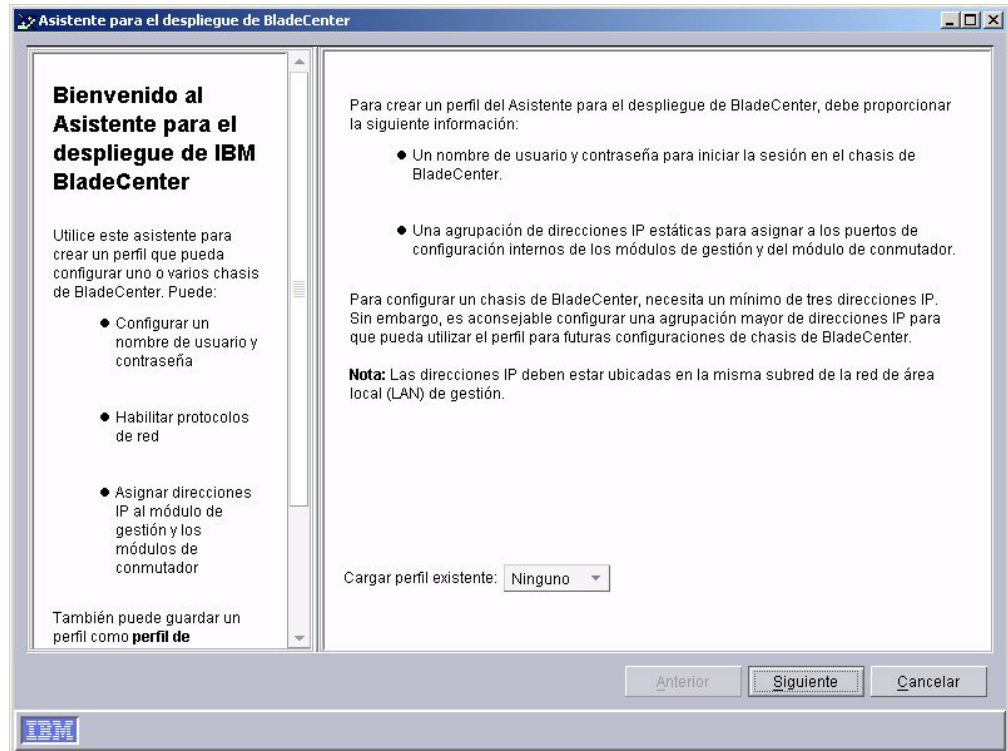 Asistente para el despliegue de BladeCenter
Bienvenido al
Asistente para el
despliegue de IBM
BladeCenter
Utilice este asistente para
crear un perfil que pueda
configurar uno o varios chasis
de BladeCenter. Puede:
● Configurar un
nombre de usuario y
contraseña
● Habilitar protocolos
de red
● Asignar direcciones
IP al módulo de
gestión y los
módulos de
conmutador
También puede guardar un
perfil como perfil de
Para crear un perfil del Asistente para el despliegue de BladeCenter, debe proporcionar
la siguiente información:
● Un nombre de usuario y contraseña para iniciar la sesión en el chasis de
BladeCenter.
● Una agrupación de direcciones IP estáticas para asignar a los puertos de
configuración internos de los módulos de gestión y del módulo de conmutador.
Para configurar un chasis de BladeCenter, necesita un mínimo de tres direcciones IP.
Sin embargo, es aconsejable configurar una agrupación mayor de direcciones IP para
que pueda utilizar el perfil para futuras configuraciones de chasis de BladeCenter.
Nota: Las direcciones IP deben estar ubicadas en la misma subred de la red de área
local (LAN) de gestión.
Cargar perfil existente: Ninguno
Anterior Siguiente Cancelar
IBM